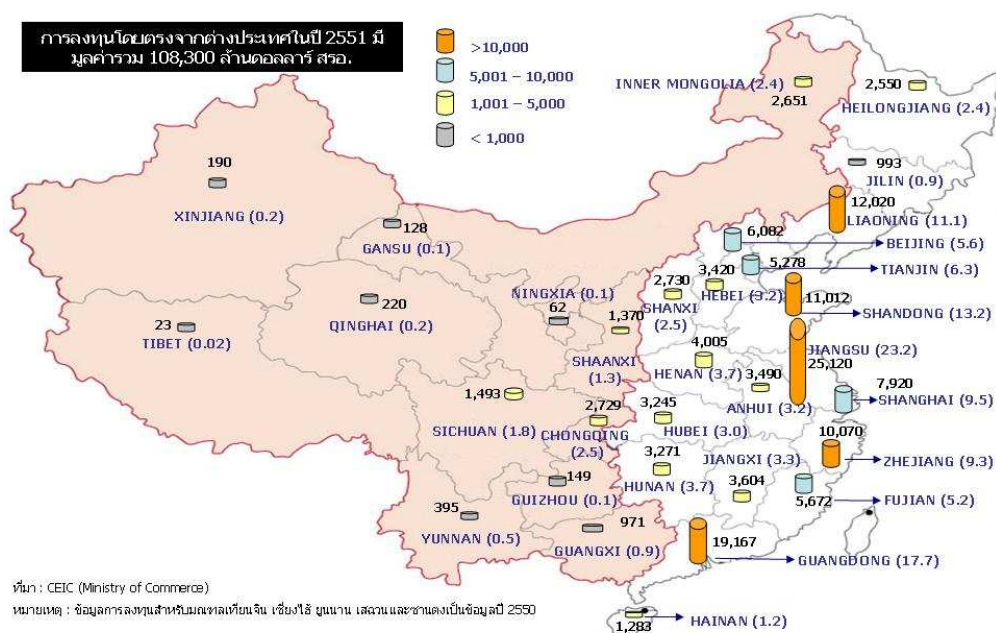 การลงทุนโดยตรงจากต่างประเทศในปี 2551 มี
มูลค่ารวม 108,300 ล้านดอลลาร์ สรอ.
>10,000
5,001 – 10,000
1,001 – 5,000
< 1,000
INNER MONGOLIA (2.4)
2,651
2,550
HEILONGJIANG (2.4)
993
JILIN (0.9)
12,020
LIAONING (11.1)
190
XINJIANG (0.2)
128
GANSU (0.1)
6,082
BEIJING (5.6)
5,278
TIANJIN (6.3)
3,420
HEBEI (3.2)
2,730
SHANXI
(2.5)
11,012
SHANDONG (13.2)
NINGXIA (0.1)
62
220
QINGHAI (0.2)
23
TIBET (0.02)
1,370
SHAANXI
(1.3)
4,005
HENAN (3.7)
JIANGSU (23.2)
25,120
3,490
ANHUI (3.2)
7,920
SHANGHAI (9.5)
1,493
SICHUAN (1.8)
2,729
CHONGQING
(2.5)
3,245
HUBEI (3.0)
10,070
ZHEJIANG (9.3)
JIANGXI (3.3)
3,604
3,271
HUNAN (3.7)
5,672
FUJIAN (5.2)
149
GUIZHOU (0.1)
395
YUNNAN (0.5)
971
GUANGXI (0.9)
19,167
GUANGDONG (17.7)
1,283
HAINAN (1.2)
ที่มา : CEIC (Ministry of Commerce)
หมายเหตุ : ข้อมูลการลงทุนสำหรับมณฑลเทียนจิน เซี่ยงไฮ้ ยูนนาน เสฉวนและซานตงเป็นข้อมูลปี 2550